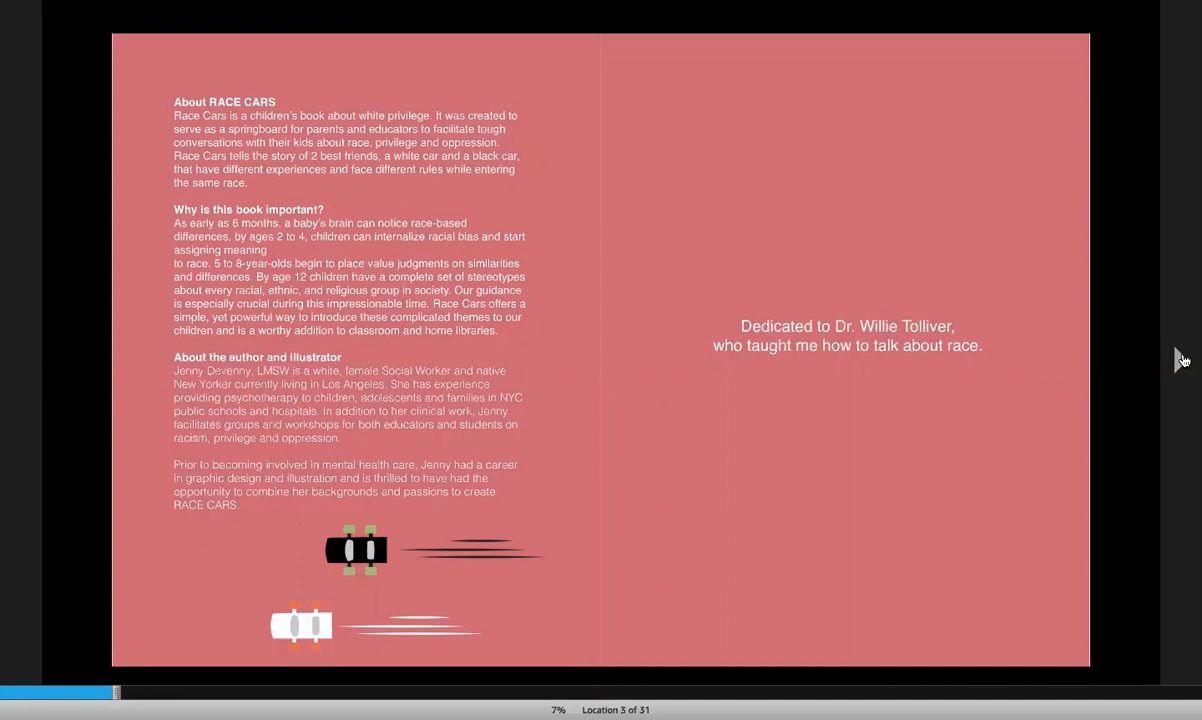 About RACE CARS
Race Cars is a children's book about white privilege. It was created to
serve as a springboard for parents and educators to facilitate tough
conversations with their kids about race, privilege and oppression.
Race Cars tells the story of 2 best friends, a white car and a black car,
that have different experiences and face different rules while entering
the same race.
Why is this book important?
As early as 6 months, a baby's brain can notice race-based
differences, by ages 2 to 4, children can internalize racial bias and start
assigning meaning
to race. 5 to 8-year-olds begin to place value judgments on similarities
and differences. By age 12 children have a complete set of stereotypes
about every racial, ethnic, and religious group in society. Our guidance
is especially crucial during this impressionable time. Race Cars offers a
simple, yet powerful way to introduce these complicated themes to our
children and is a worthy addition to classroom and home libraries.
About the author and illustrator
Jenny Devenny, LMSW is a white, female Social Worker and native
New Yorker currently living in Los Angeles. She has experience
providing psychotherapy to children, adolescents and families in NYC
public schools and hospitals. In addition to her clinical work, Jenny
facilitates groups and workshops for both educators and students on
racism, privilege and oppression.
Prior to becoming involved in mental health care, Jenny had a career
in graphic design and illustration and is thrilled to have had the
opportunity to combine her backgrounds and passions to create
RACE CARS.
Dedicated to Dr. Willie Tolliver,
who taught me how to talk about race.
7% Location 3 of 31